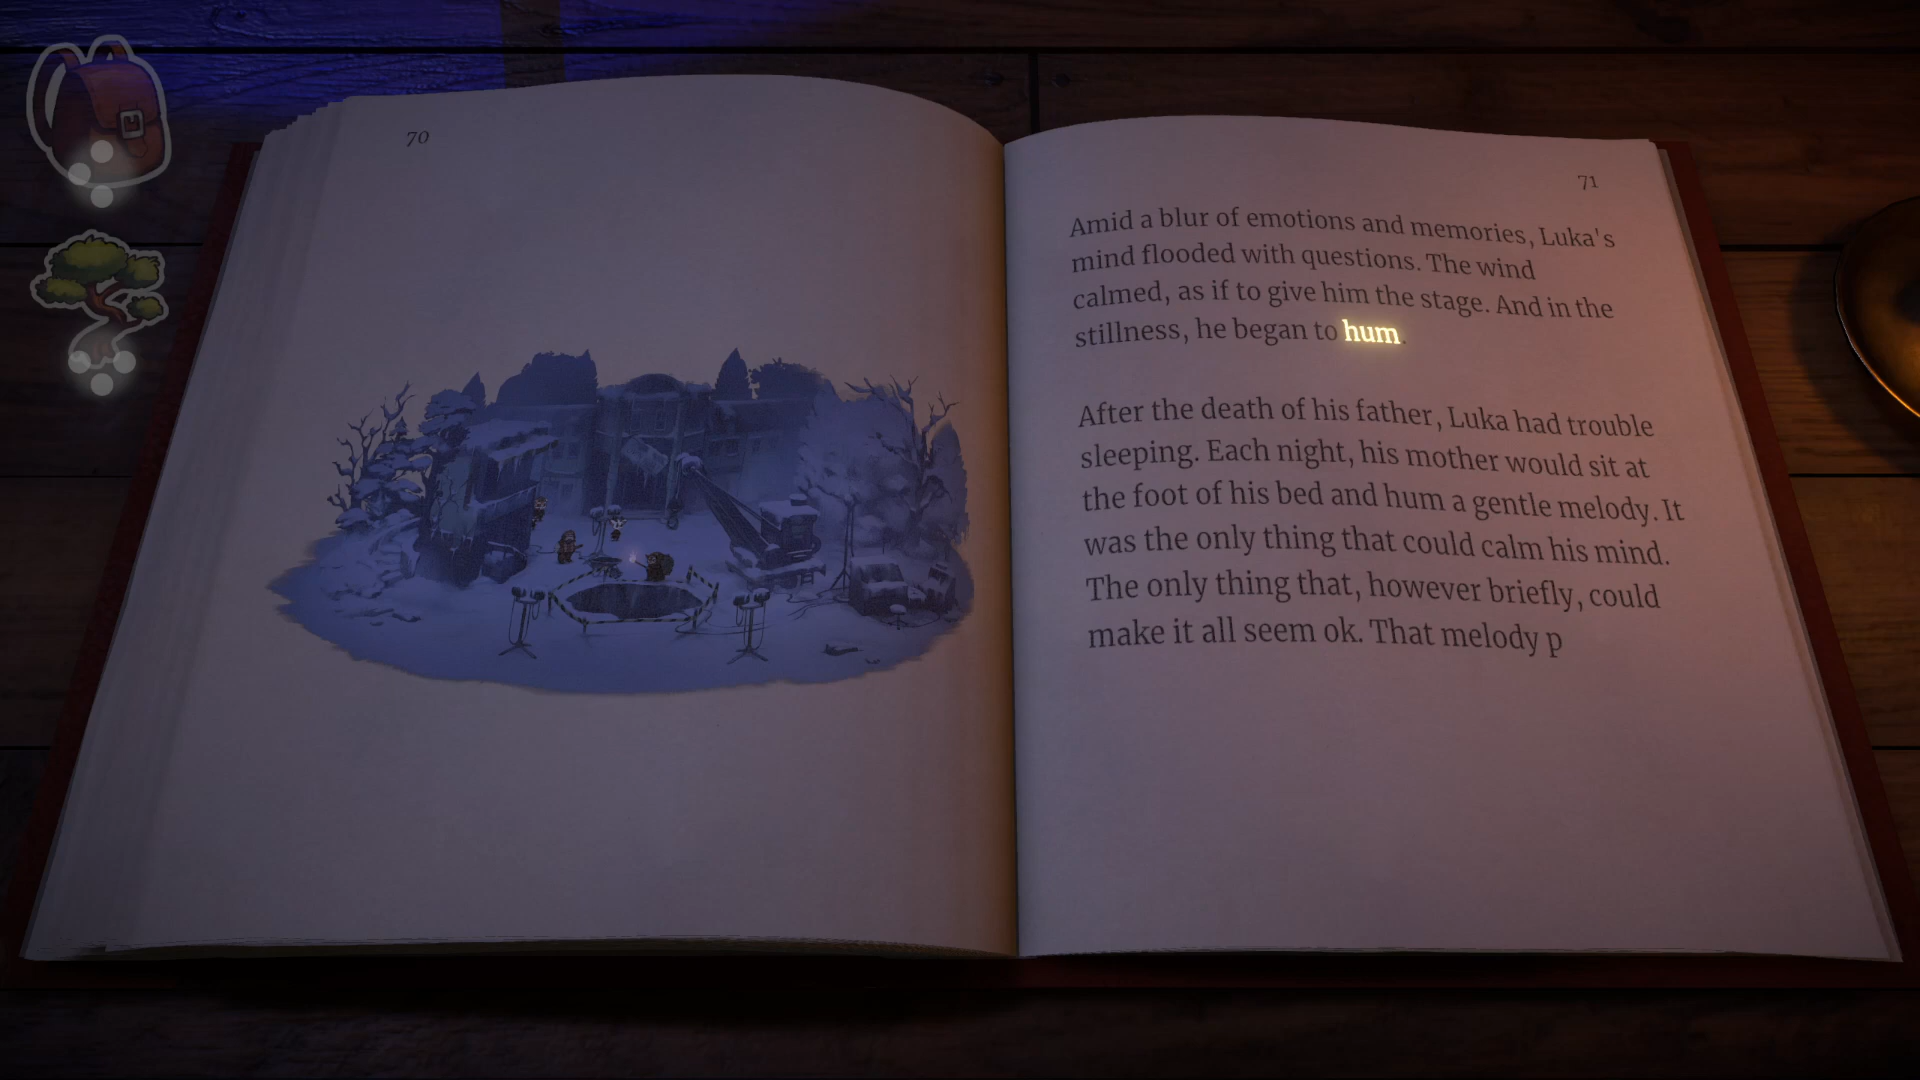 70
71
Amid a blur of emotions and memories, Luka's
mind flooded with questions. The wind
calmed, as if to give him the stage. And in the
stillness, he began to hum.
After the death of his father, Luka had trouble
sleeping. Each night, his mother would sit at
the foot of his bed and hum a gentle melody. It
was the only thing that could calm his mind.
The only thing that, however briefly, could
make it all seem ok. That melody p